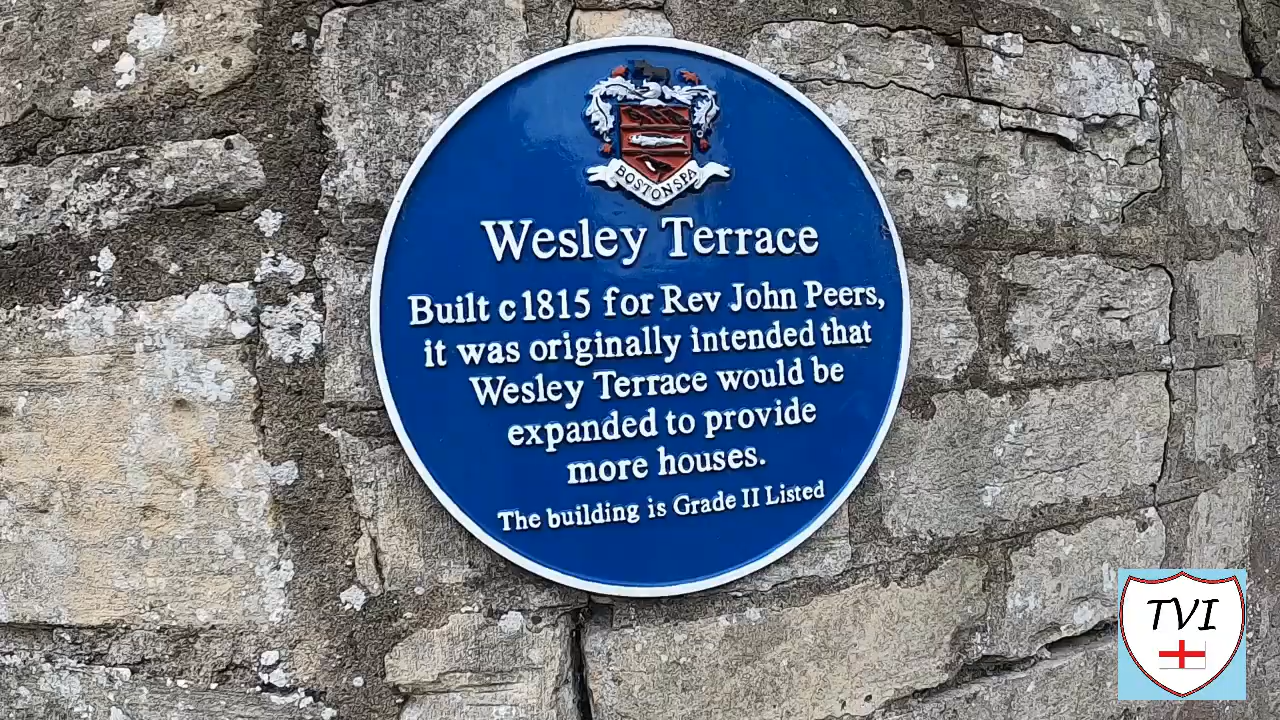 BOSTON SPA
Wesley Terrace
Built c1815 for Rev John Peers,
it was originally intended that
Wesley Terrace would be
expanded to provide
more houses.
The building is Grade II Listed
TVI